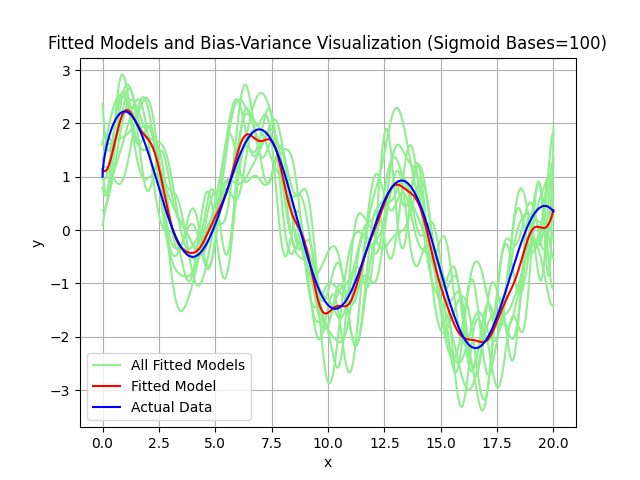 Fitted Models and Bias-Variance Visualization (Sigmoid Bases=100)
3
2
1
0
−1
−2
−3
y
All Fitted Models
Fitted Model
Actual Data
0.0 2.5 5.0 7.5 10.0 12.5 15.0 17.5 20.0
x